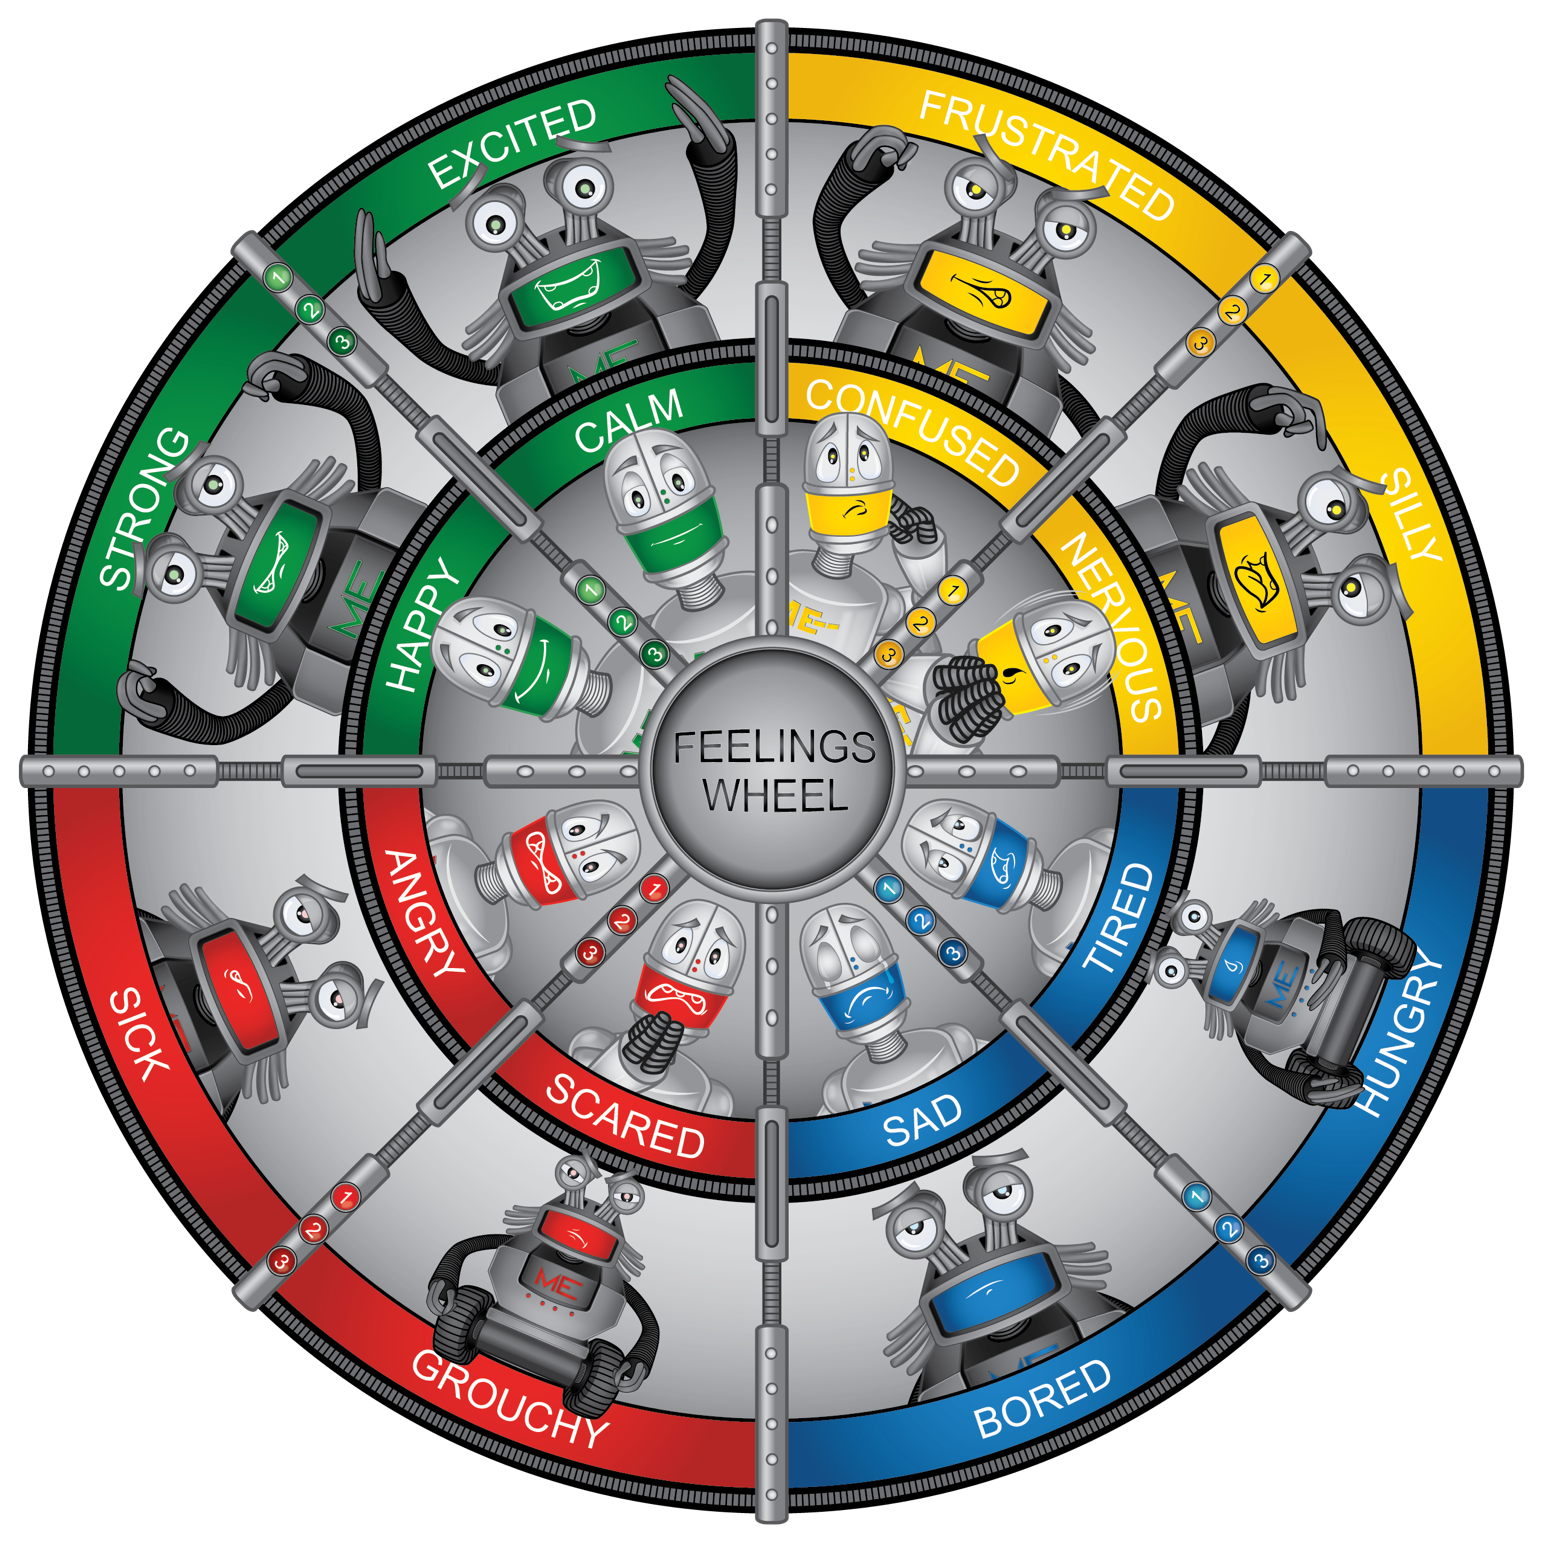 EXCITED
FRUSTRATED
1
2
3
1
2
3
ME
ME
STRONG
SILLY
CALM
CONFUSED
ME
ME
HAPPY
NERVOUS
1
2
3
1
2
3
ME-
FEELINGS
WHEEL
ANGRY
TIRED
1
2
3
1
2
3
SICK
HUNGRY
ME
SCARED
SAD
1
2
3
1
2
3
ME
GROUCHY
BORED